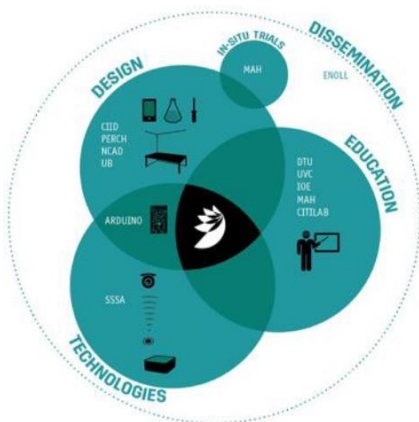 IN-SITU TRIALS
MAH
DISSEMINATION
ENOLL
DESIGN
CIID
PERCH
NCAD
UB
EDUCATION
DTU
UVC
IOE
MAH
CITILAB
ARDUINO
SSSA
TECHNOLOGIES